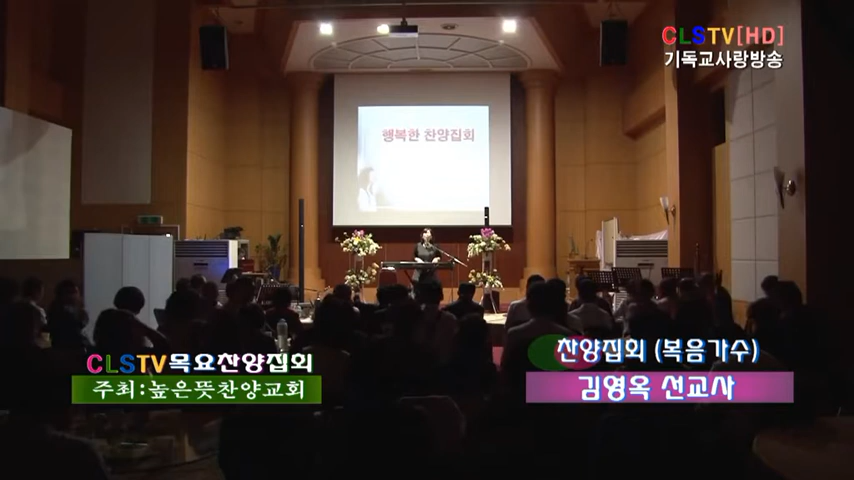 CLSTV[HD]
기독교사랑방송
행복한 찬양집회
CLSTV목요찬양집회
주최:높은뜻찬양교회
찬양집회 (복음가수)
김영옥 선교사